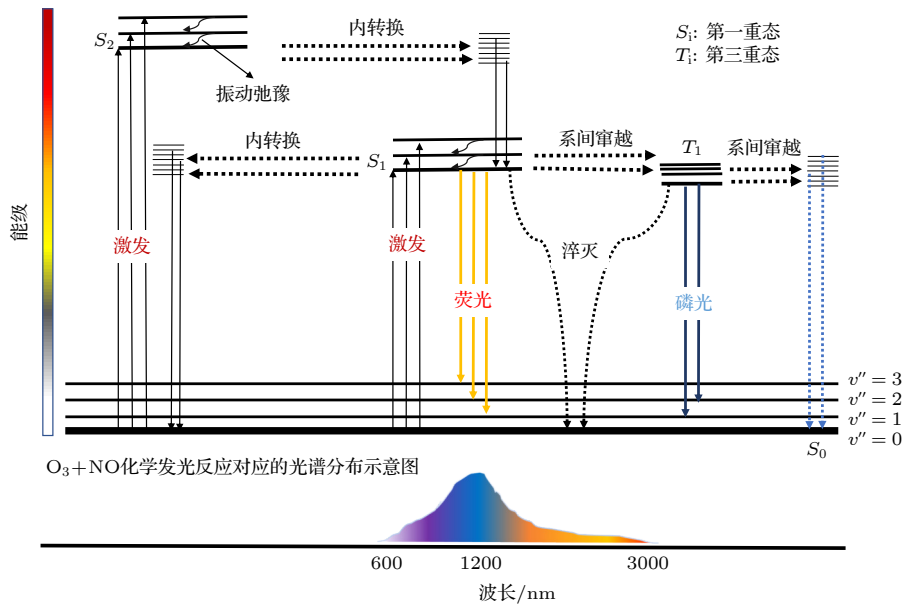 S₂
内转换
Sᵢ: 第一重态
Tᵢ: 第三重态
振动弛豫
内转换
S₁
系间窜越
T₁
系间窜越
能级
激发
激发
淬灭
荧光
磷光
v″ = 3
v″ = 2
v″ = 1
v″ = 0
S₀
O₃+NO化学发光反应对应的光谱分布示意图
600
1200
3000
波长/nm